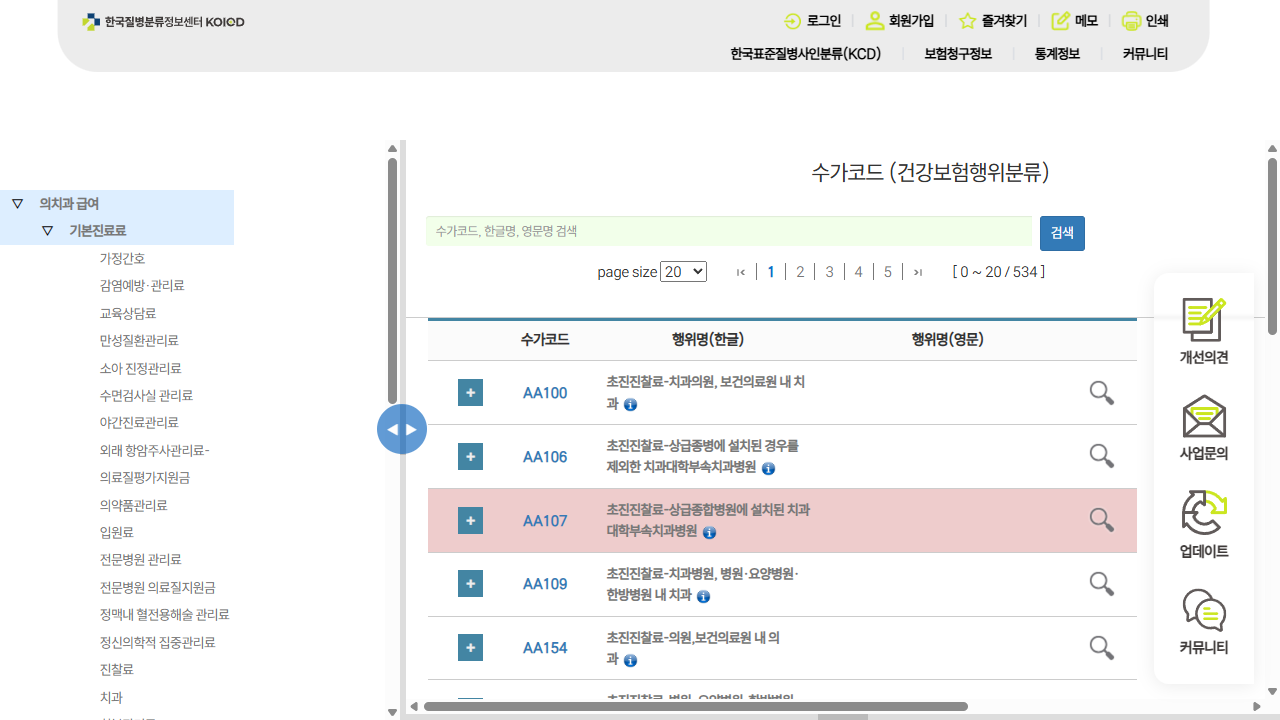 한국질병분류정보센터 KOICD
로그인 회원가입 즐겨찾기 메모 인쇄
한국표준질병사인분류(KCD) 보험청구정보 통계정보 커뮤니티
수가코드 (건강보험행위분류)
수가코드, 한글명, 영문명 검색 검색
page size 20 1 2 3 4 5 [ 0 ~ 20 / 534 ]
의치과 급여
기본진료료
가정간호
감염예방·관리료
교육상담료
만성질환관리료
소아 진정관리료
수면검사실 관리료
야간진료관리료
외래 항암주사관리료-
의료질평가지원금
의약품관리료
입원료
전문병원 관리료
전문병원 의료질지원금
정맥내 혈전용해술 관리료
정신의학적 집중관리료
진찰료
치과
수가코드 행위명(한글) 행위명(영문)
AA100 초진진찰료-치과의원, 보건의료원 내 치
과
AA106 초진진찰료-상급종병에 설치된 경우를
제외한 치과대학부속치과병원
AA107 초진진찰료-상급종합병원에 설치된 치과
대학부속치과병원
AA109 초진진찰료-치과병원, 병원·요양병원·
한방병원 내 치과
AA154 초진진찰료-의원,보건의료원 내 의
과
개선의견
사업문의
업데이트
커뮤니티